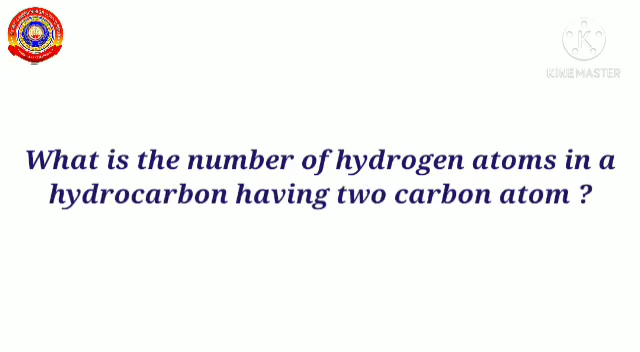 KINEMASTER
What is the number of hydrogen atoms in a
hydrocarbon having two carbon atom ?